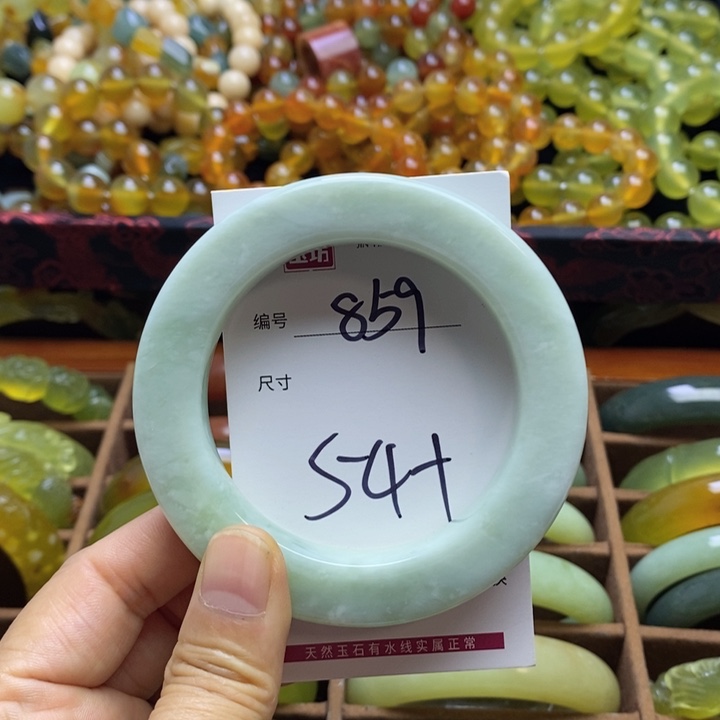 玉坊
编号 859
尺寸
54+
天然玉石有水线实属正常